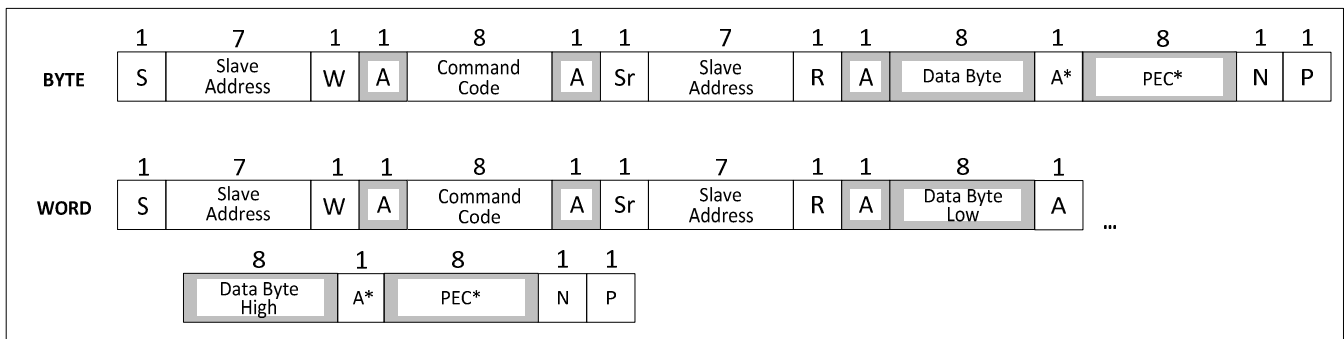 1 7 1 1 8 1 1 7 1 1 8 1 8 1 1
BYTE S Slave Address W A Command Code A Sr Slave Address R A Data Byte A* PEC* N P
1 7 1 1 8 1 1 7 1 1 8 1
WORD S Slave Address W A Command Code A Sr Slave Address R A Data Byte Low A ...
8 1 8 1 1
Data Byte High A* PEC* N P